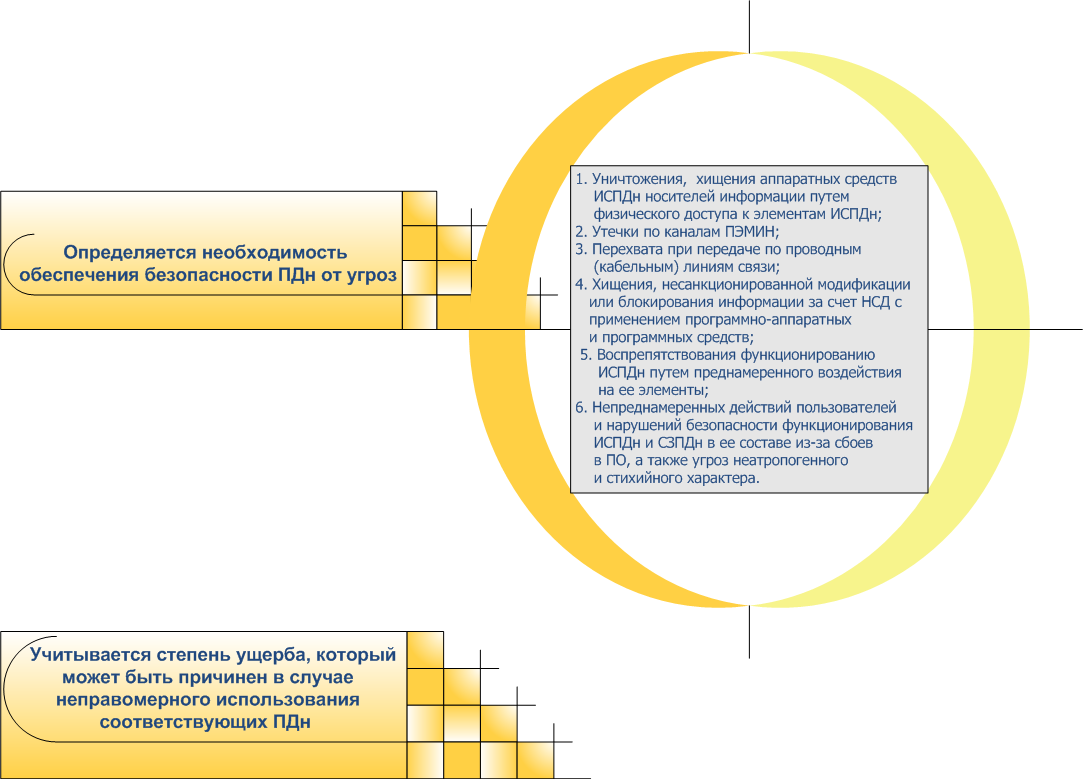 Определяется необходимость
обеспечения безопасности ПДн от угроз
1. Уничтожения, хищения аппаратных средств
ИСПДн носителей информации путем
физического доступа к элементам ИСПДн;
2. Утечки по каналам ПЭМИН;
3. Перехвата при передаче по проводным
(кабельным) линиям связи;
4. Хищения, несанкционированной модификации
или блокирования информации за счет НСД с
применением программно-аппаратных
и программных средств;
5. Воспрепятствования функционированию
ИСПДн путем преднамеренного воздействия
на ее элементы;
6. Непреднамеренных действий пользователей
и нарушений безопасности функционирования
ИСПДн и СЗПДн в ее составе из-за сбоев
в ПО, а также угроз неатропогенного
и стихийного характера.
Учитывается степень ущерба, который
может быть причинен в случае
неправомерного использования
соответствующих ПДн